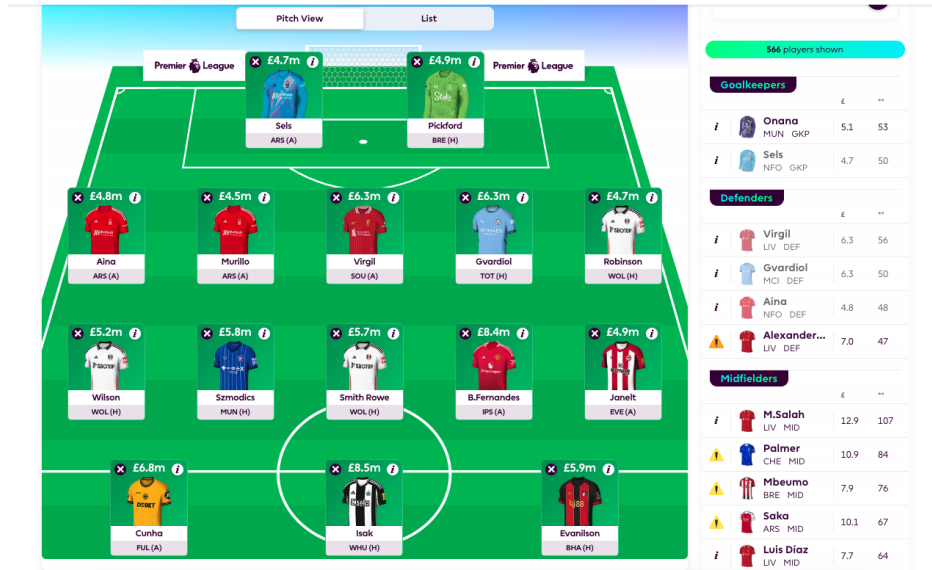 Pitch View
List
Premier League
Premier League
£4.7m i
£4.9m i
Sels
Pickford
ARS (A)
BRE (H)
£4.8m i
£4.5m i
£6.3m i
£6.3m i
£4.7m i
Aina
Murillo
Virgil
Gvardiol
Robinson
ARS (A)
ARS (A)
SOU (A)
TOT (H)
WOL (H)
£5.2m i
£5.8m i
£5.7m i
£8.4m i
£4.9m i
Wilson
Szmodics
Smith Rowe
B.Fernandes
Janelt
WOL (H)
MUN (H)
WOL (H)
IPS (A)
EVE (A)
£6.8m i
£8.5m i
£5.9m i
Cunha
Isak
Evanilson
FUL (A)
WHU (H)
BHA (H)
566 players shown
Goalkeepers
£ **
i Onana 5.1 53
MUN GKP
i Sels 4.7 50
NFO GKP
Defenders
£ **
i Virgil 6.3 56
LIV DEF
i Gvardiol 6.3 50
MCI DEF
i Aina 4.8 48
NFO DEF
Alexander... 7.0 47
LIV DEF
Midfielders
£ **
i M.Salah 12.9 107
LIV MID
Palmer 10.9 84
CHE MID
Mbeumo 7.9 76
BRE MID
Saka 10.1 67
ARS MID
i Luis Díaz 7.7 64
LIV MID